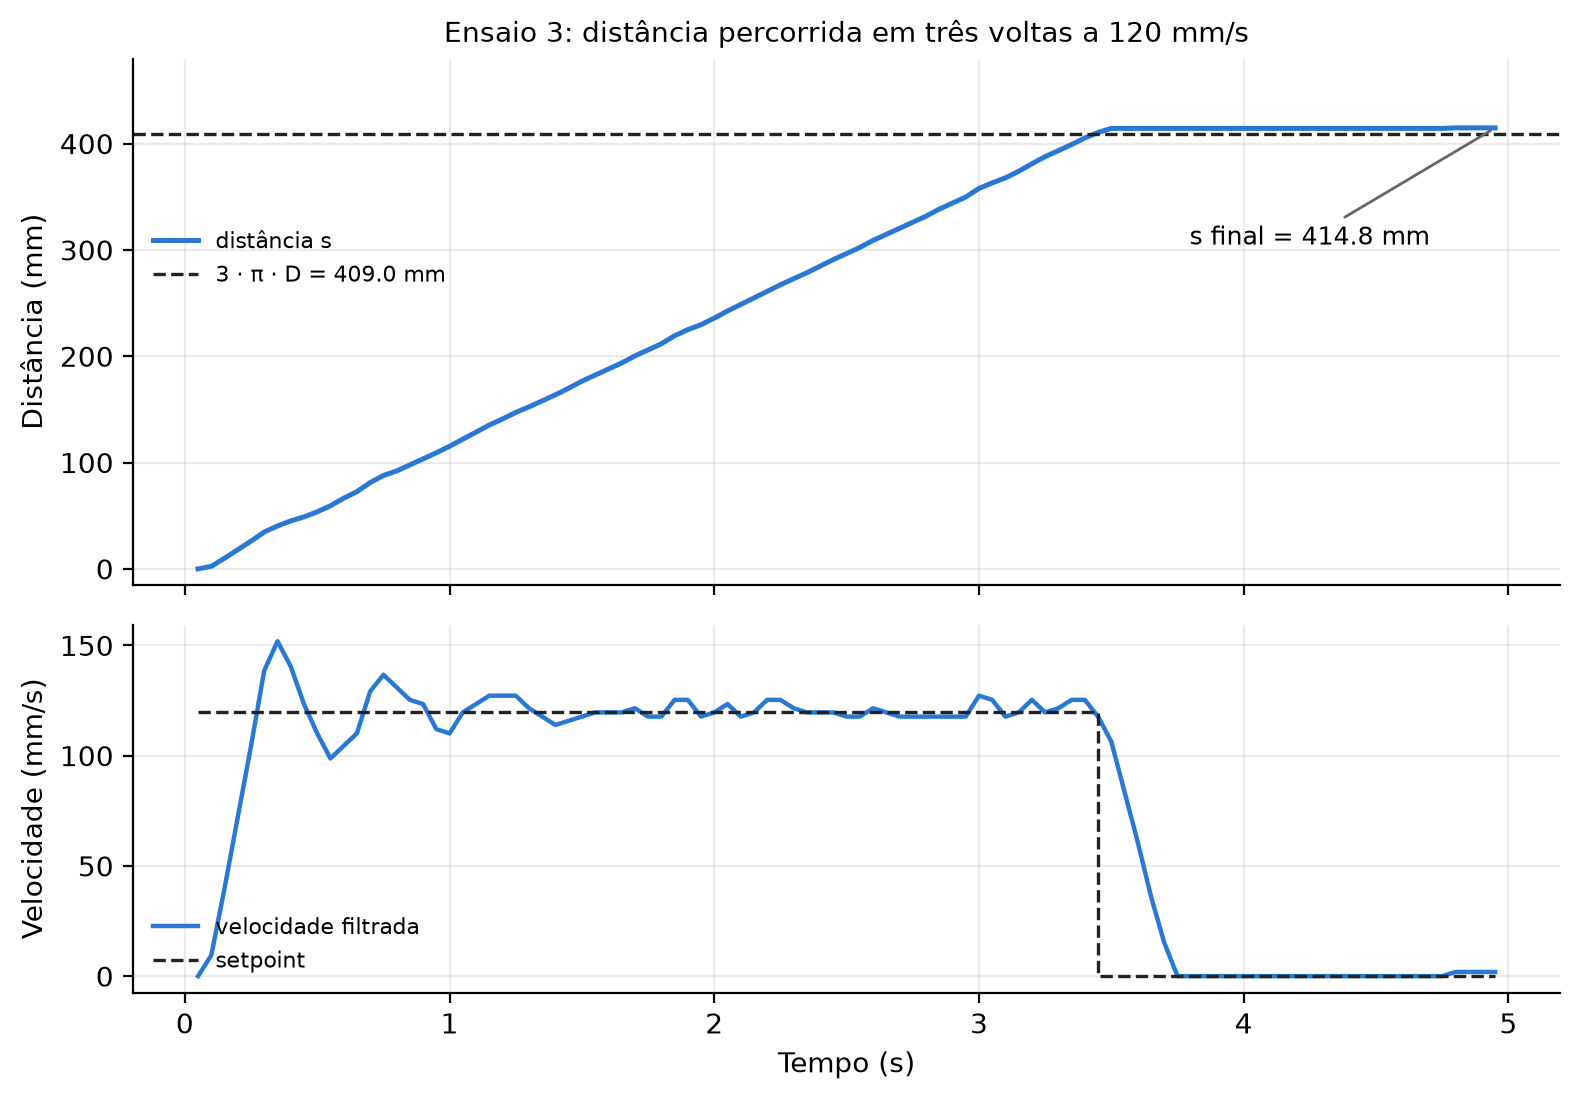 Ensaio 3: distância percorrida em três voltas a 120 mm/s
Distância (mm)
400
300
200
100
0
distância s
3 · π · D = 409.0 mm
s final = 414.8 mm
Velocidade (mm/s)
150
100
50
0
velocidade filtrada
setpoint
0 1 2 3 4 5
Tempo (s)